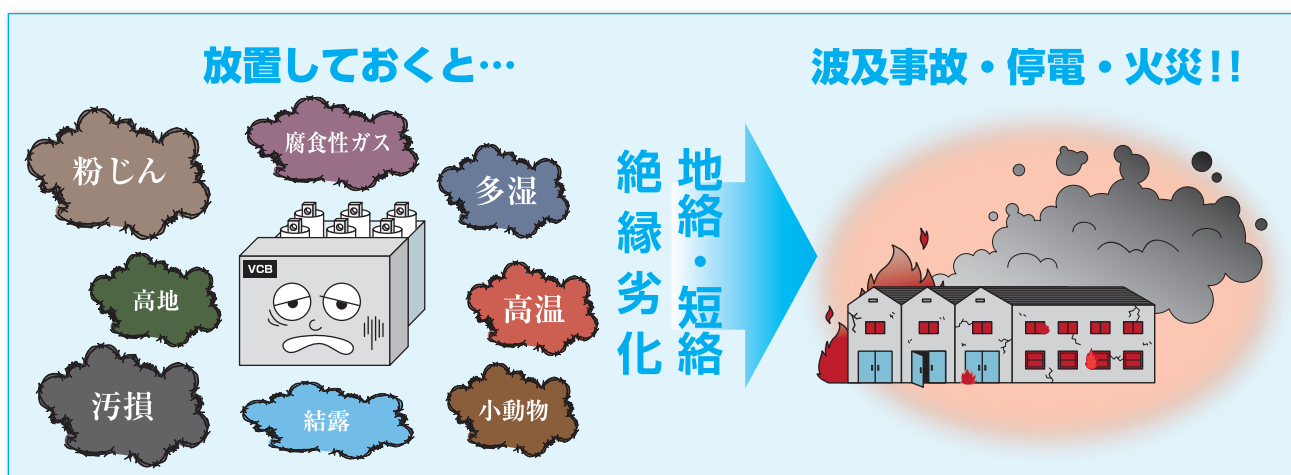 放置しておくと…
粉じん
腐食性ガス
多湿
VCB
高地
高温
汚損
結露
小動物
絶縁劣化
地絡・短絡
波及事故・停電・火災!!